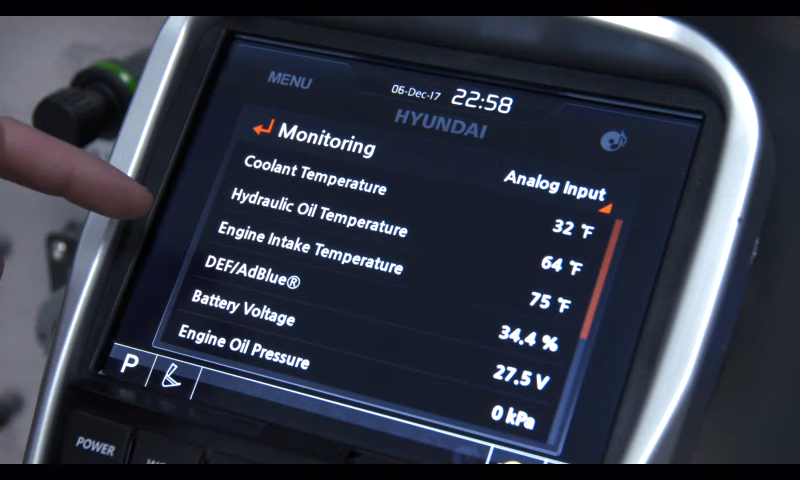 MENU
06-Dec-17 22:58
HYUNDAI
Monitoring
Analog Input
Coolant Temperature 32 °F
Hydraulic Oil Temperature 64 °F
Engine Intake Temperature 75 °F
DEF/AdBlue® 34.4 %
Battery Voltage 27.5 V
Engine Oil Pressure 0 kPa
P
POWER